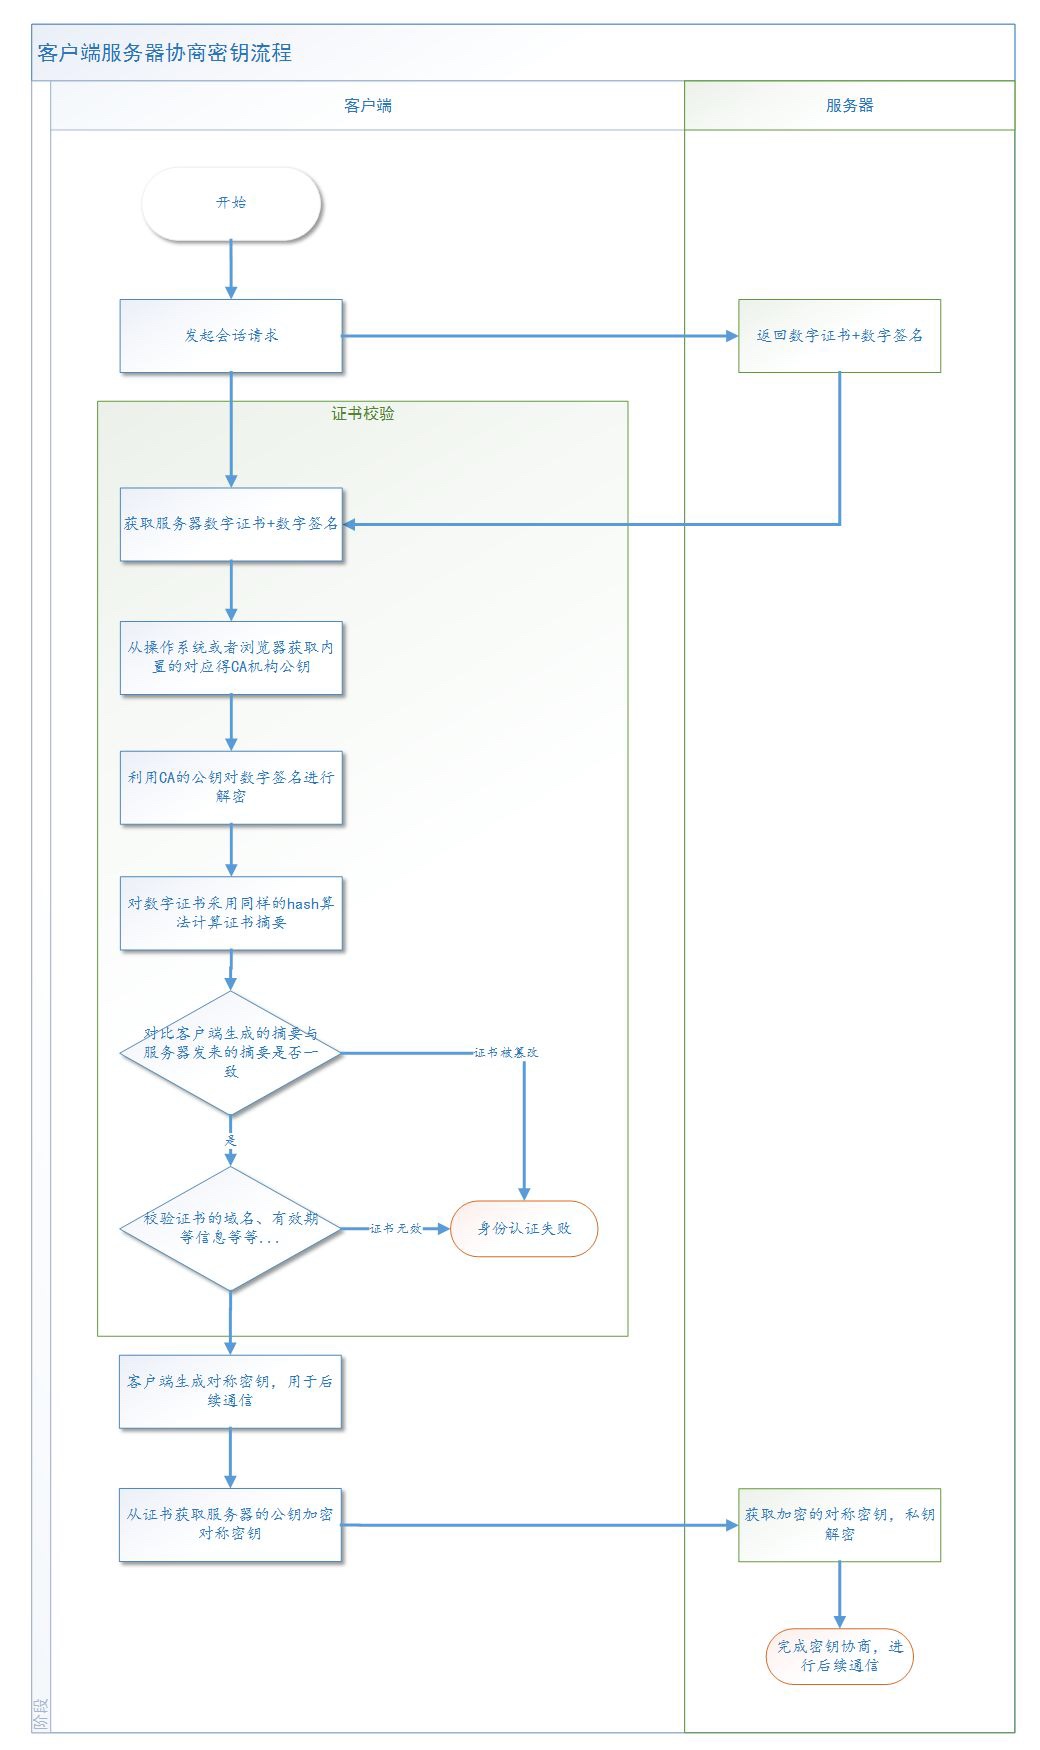 客户端服务器协商密钥流程
客户端
服务器
开始
发起会话请求
返回数字证书+数字签名
证书校验
获取服务器数字证书+数字签名
从操作系统或者浏览器获取内
置的对应得CA机构公钥
利用CA的公钥对数字签名进行
解密
对数字证书采用同样的hash算
法计算证书摘要
对比客户端生成的摘要与
服务器发来的摘要是否一
致
证书被篡改
是
校验证书的域名、有效期
等信息等等...
证书无效
身份认证失败
客户端生成对称密钥，用于后
续通信
从证书获取服务器的公钥加密
对称密钥
获取加密的对称密钥，私钥
解密
完成密钥协商，进
行后续通信
阶段